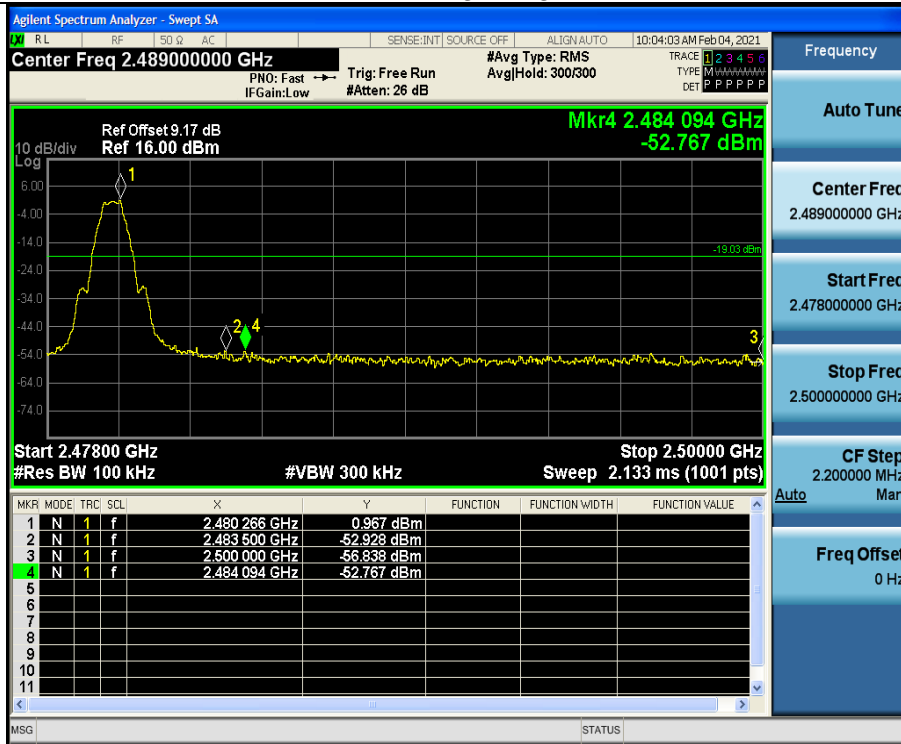 Agilent Spectrum Analyzer - Swept SA
LXI RL RF 50 Ω AC SENSE:INT SOURCE OFF ALIGN AUTO 10:04:03 AM Feb 04, 2021
Center Freq 2.489000000 GHz #Avg Type: RMS TRACE 1 2 3 4 5 6
PNO: Fast Trig: Free Run Avg|Hold: 300/300 TYPE M
IFGain:Low #Atten: 26 dB DET P P P P P P
Mkr4 2.484 094 GHz
-52.767 dBm
Ref Offset 9.17 dB
10 dB/div Ref 16.00 dBm
Log
1
6.00
-4.00
-14.0
-19.03 dBm
-24.0
-34.0
-44.0
2 4
3
-54.0
-64.0
-74.0
Start 2.47800 GHz Stop 2.50000 GHz
#Res BW 100 kHz #VBW 300 kHz Sweep 2.133 ms (1001 pts)
MKR MODE TRC SCL X Y FUNCTION FUNCTION WIDTH FUNCTION VALUE
1 N 1 f 2.480 266 GHz 0.967 dBm
2 N 1 f 2.483 500 GHz -52.928 dBm
3 N 1 f 2.500 000 GHz -56.838 dBm
4 N 1 f 2.484 094 GHz -52.767 dBm
5
6
7
8
9
10
11
MSG STATUS
Frequency
Auto Tune
Center Freq
2.489000000 GHz
Start Freq
2.478000000 GHz
Stop Freq
2.500000000 GHz
CF Step
2.200000 MHz
Auto Man
Freq Offset
0 Hz